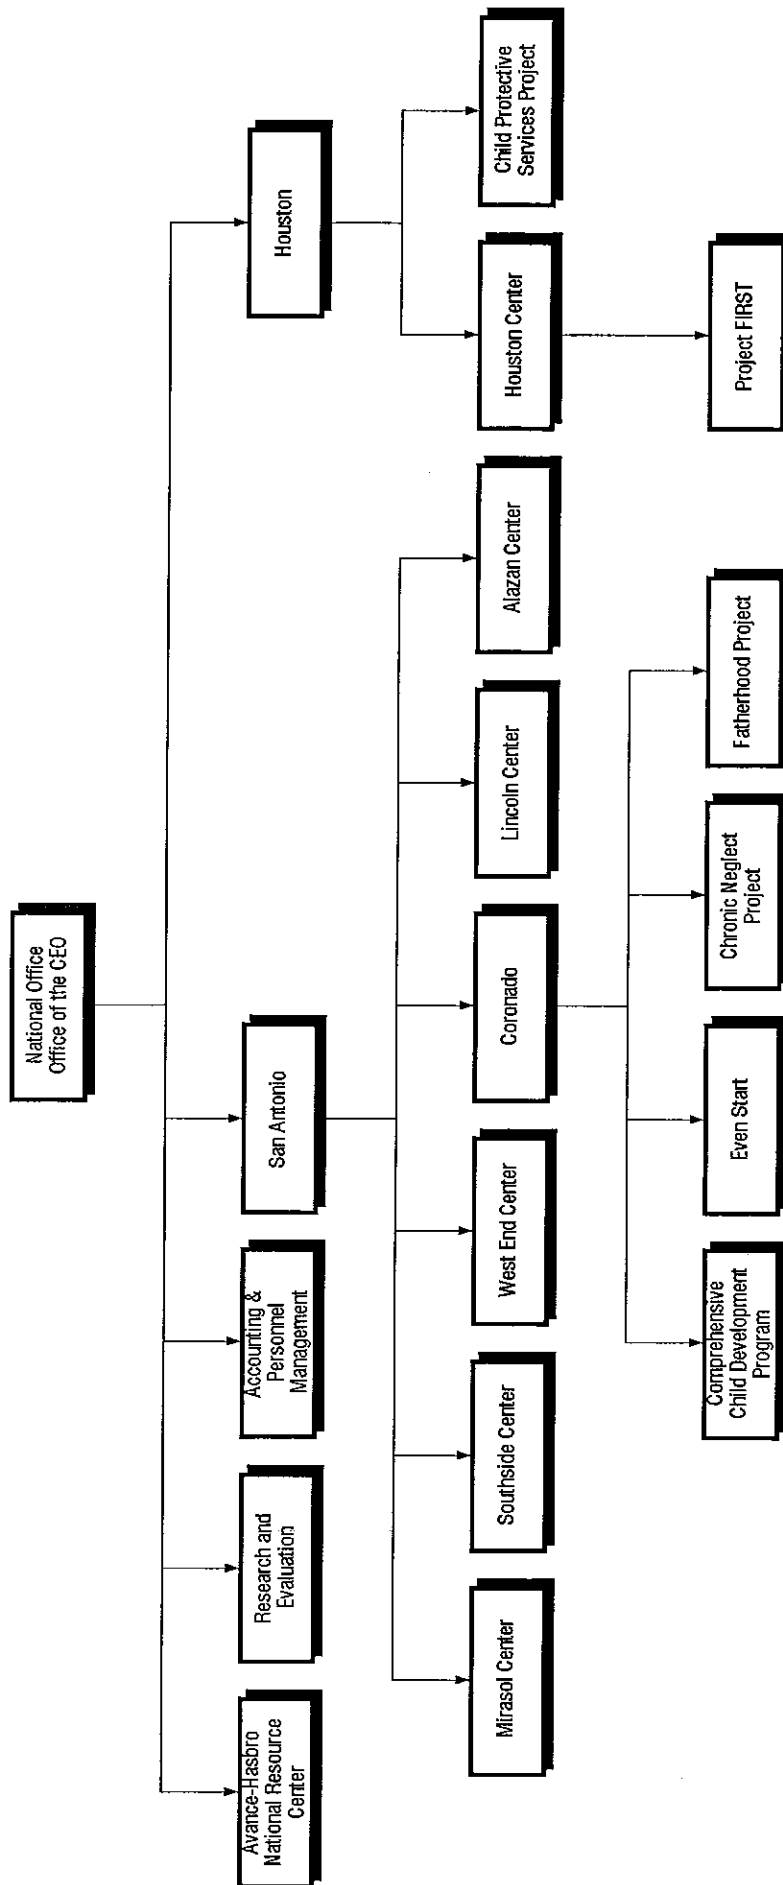 National Office
Office of the CEO
Avance-Hasbro
National Resource
Center
Research and
Evaluation
Accounting &
Personnel
Management
San Antonio
Houston
Mirasol Center
Southside Center
West End Center
Coronado
Lincoln Center
Alazan Center
Houston Center
Child Protective
Services Project
Comprehensive
Child Development
Program
Even Start
Chronic Neglect
Project
Fatherhood Project
Project FIRST